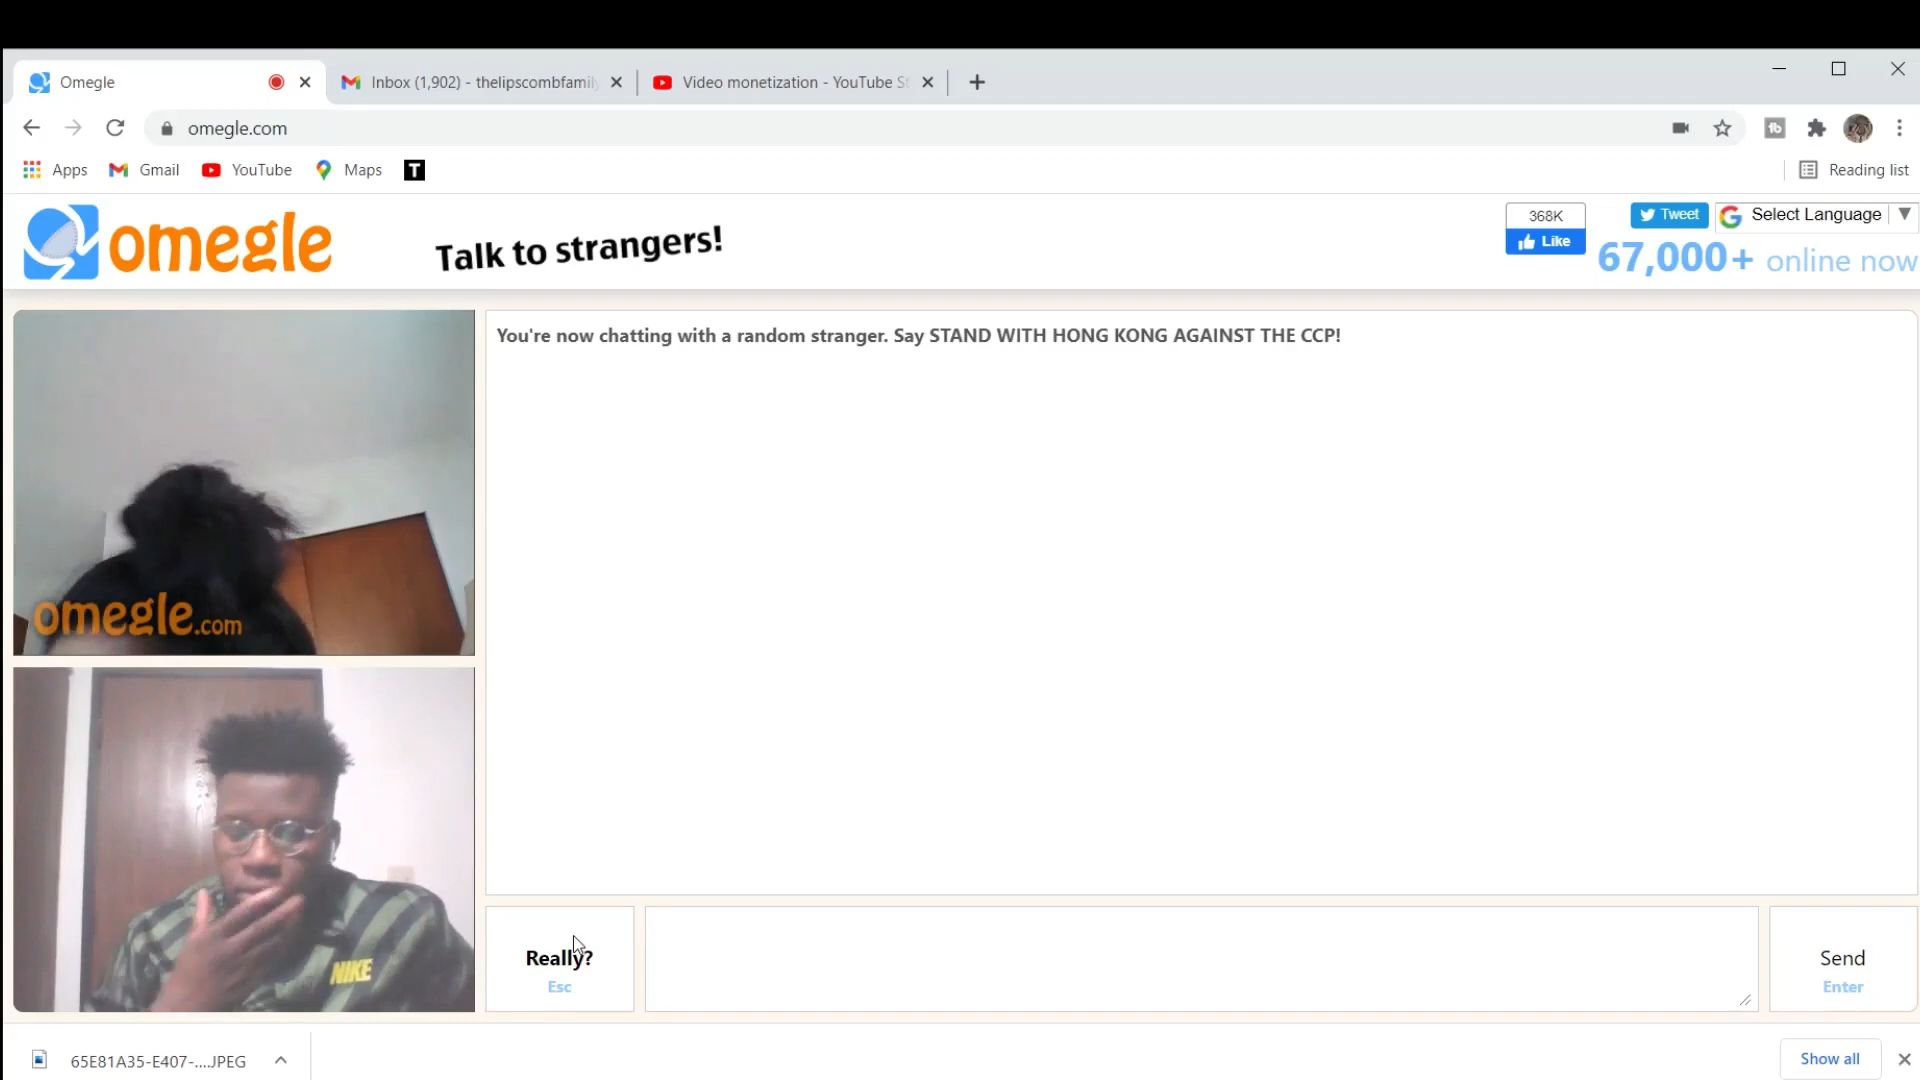 Omegle
Inbox (1,902) - thelipscombfamily
Video monetization - YouTube S
omegle.com
Apps
Gmail
YouTube
Maps
T
Reading list
omegle
Talk to strangers!
368K
Like
Tweet
Select Language
67,000+ online now
You're now chatting with a random stranger. Say STAND WITH HONG KONG AGAINST THE CCP!
omegle.com
NIKE
Really?
Esc
Send
Enter
65E81A35-E407-....JPEG
Show all